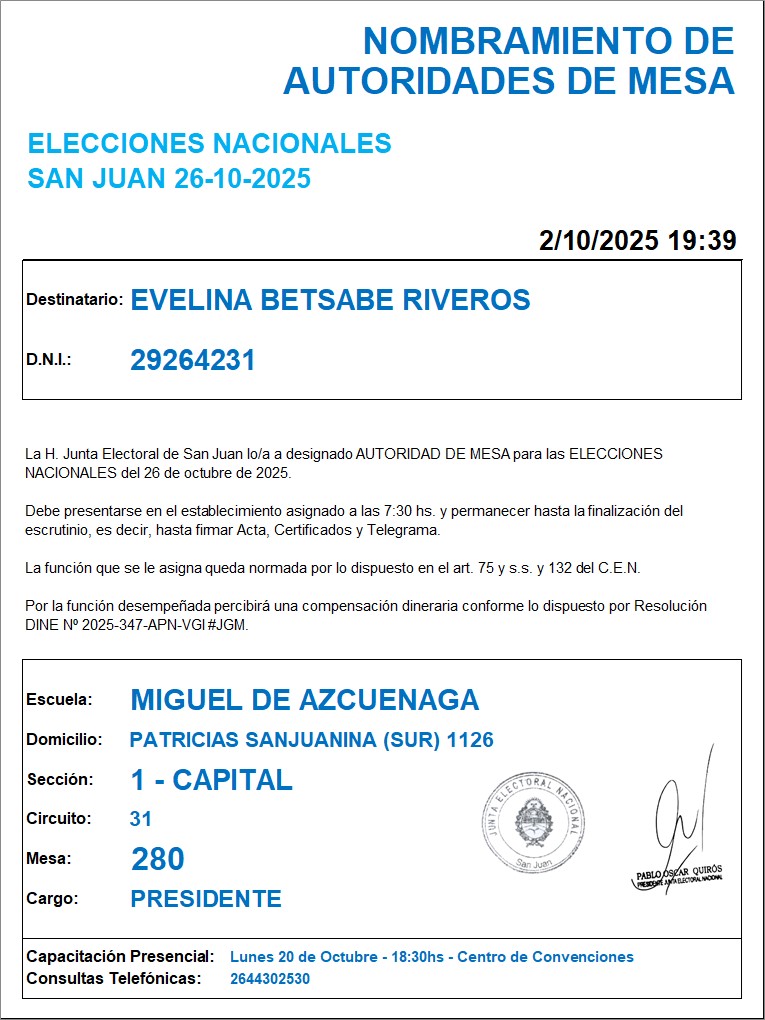 NOMBRAMIENTO DE
AUTORIDADES DE MESA
ELECCIONES NACIONALES
SAN JUAN 26-10-2025
2/10/2025 19:39
Destinatario: EVELINA BETSABE RIVEROS
D.N.I.: 29264231
La H. Junta Electoral de San Juan lo/a a designado AUTORIDAD DE MESA para las ELECCIONES
NACIONALES del 26 de octubre de 2025.
Debe presentarse en el establecimiento asignado a las 7:30 hs. y permanecer hasta la finalización del
escrutinio, es decir, hasta firmar Acta, Certificados y Telegrama.
La función que se le asigna queda normada por lo dispuesto en el art. 75 y s.s. y 132 del C.E.N.
Por la función desempeñada percibirá una compensación dineraria conforme lo dispuesto por Resolución
DINE Nº 2025-347-APN-VGI#JGM.
Escuela: MIGUEL DE AZCUENAGA
Domicilio: PATRICIAS SANJUANINA (SUR) 1126
Sección: 1 - CAPITAL
Circuito: 31
Mesa: 280
Cargo: PRESIDENTE
JUNTA ELECTORAL NACIONAL
San Juan
PABLO OSCAR QUIRÓS
PRESIDENTE JUNTA ELECTORAL NACIONAL
Capacitación Presencial: Lunes 20 de Octubre - 18:30hs - Centro de Convenciones
Consultas Telefónicas: 2644302530